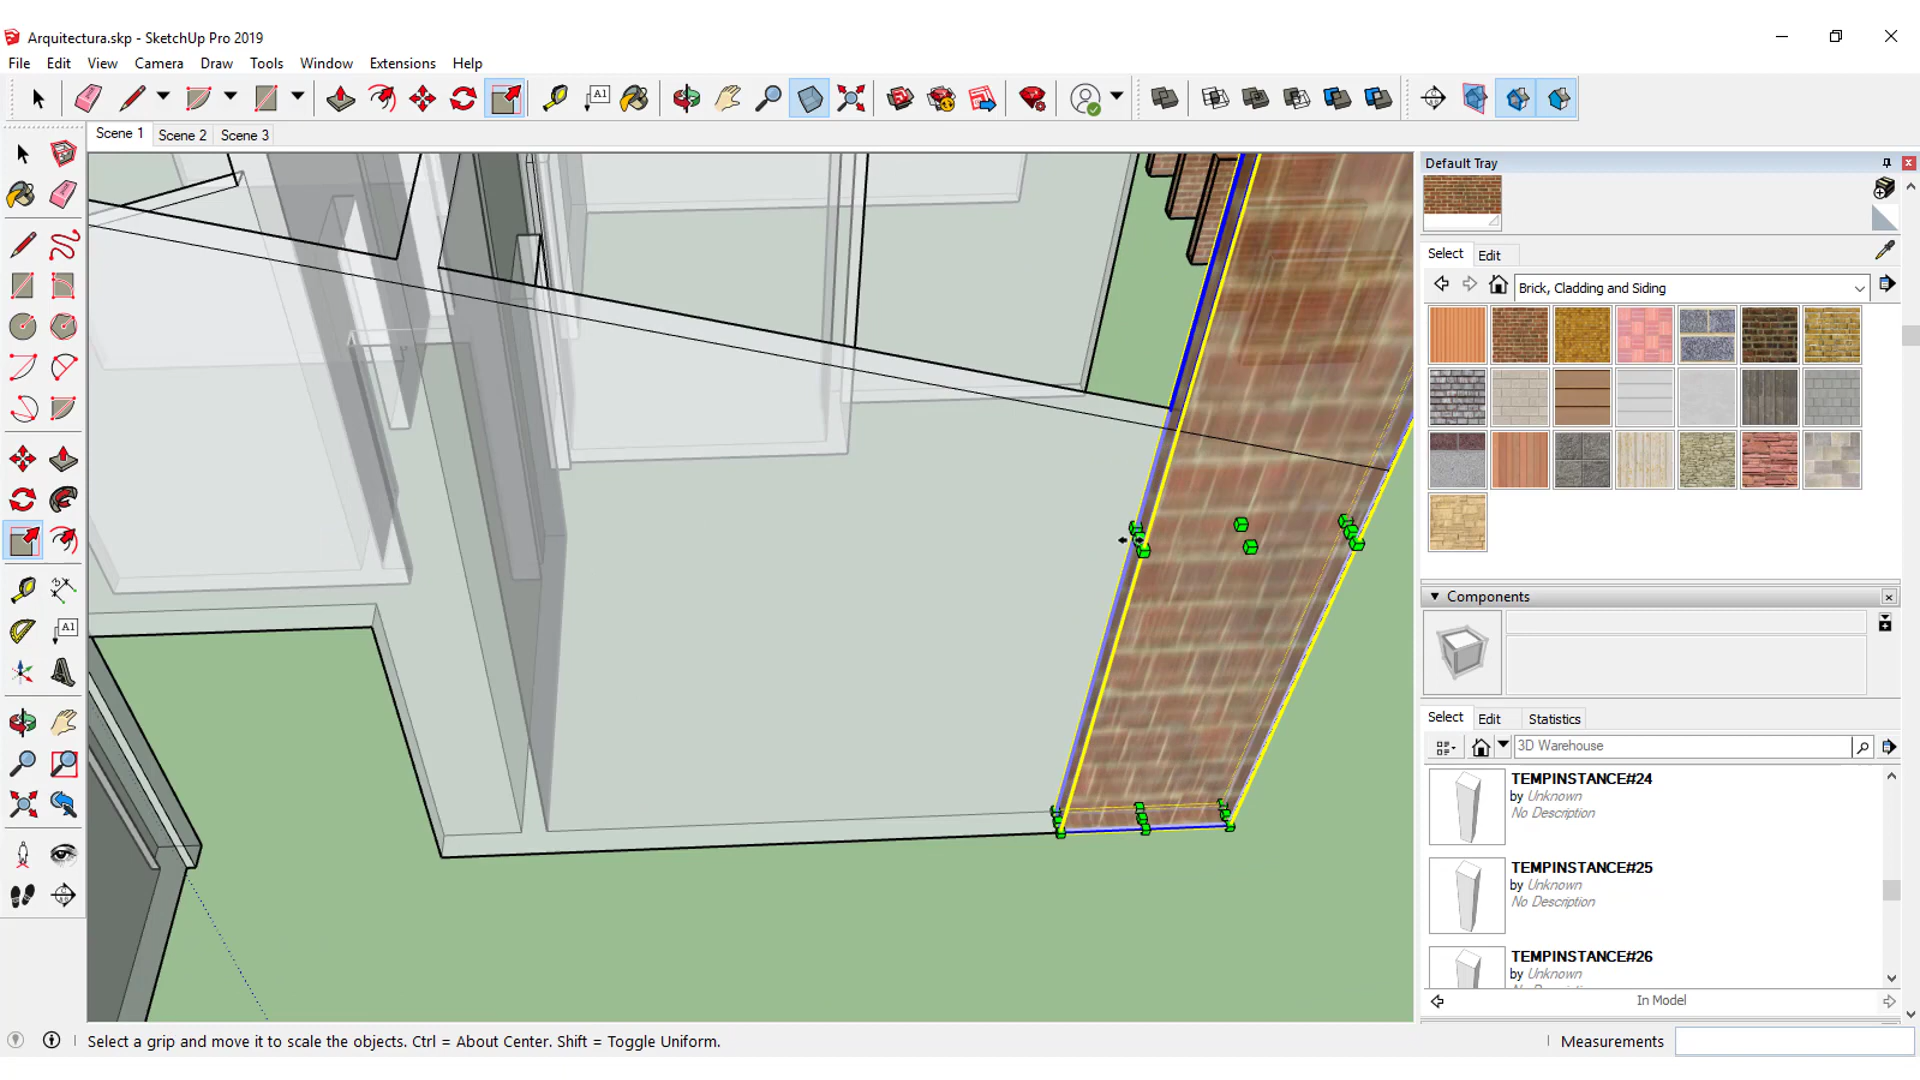 Arquitectura.skp - SketchUp Pro 2019
File Edit View Camera Draw Tools Window Extensions Help
A1
Scene 1 Scene 2 Scene 3
Default Tray
Select Edit
Brick, Cladding and Siding
A1
Components
Select Edit Statistics
3D Warehouse
TEMPINSTANCE#24
by Unknown
No Description
TEMPINSTANCE#25
by Unknown
No Description
TEMPINSTANCE#26
by Unknown
In Model
Select a grip and move it to scale the objects. Ctrl = About Center. Shift = Toggle Uniform.
Measurements